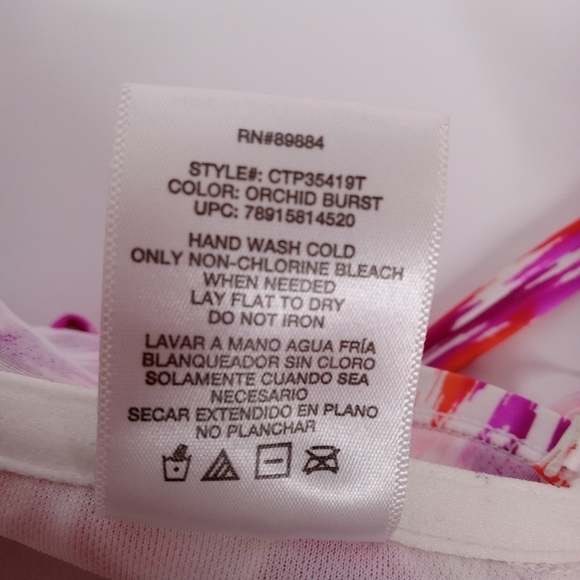 RN#89884
STYLE#: CTP35419T
COLOR: ORCHID BURST
UPC: 78915814520
HAND WASH COLD
ONLY NON-CHLORINE BLEACH
WHEN NEEDED
LAY FLAT TO DRY
DO NOT IRON
LAVAR A MANO AGUA FRÍA
BLANQUEADOR SIN CLORO
SOLAMENTE CUANDO SEA
NECESARIO
SECAR EXTENDIDO EN PLANO
NO PLANCHAR